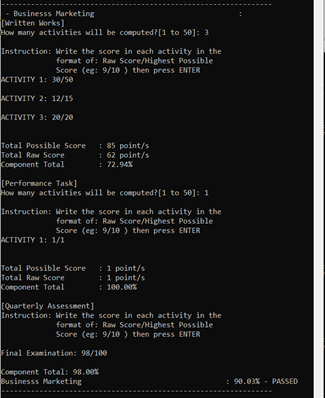 - Businesss Marketing :
[Written Works]
How many activities will be computed?[1 to 50]: 3
Instruction: Write the score in each activity in the
format of: Raw Score/Highest Possible
Score (eg: 9/10 ) then press ENTER
ACTIVITY 1: 30/50
ACTIVITY 2: 12/15
ACTIVITY 3: 20/20
Total Possible Score : 85 point/s
Total Raw Score : 62 point/s
Component Total : 72.94%
[Performance Task]
How many activities will be computed?[1 to 50]: 1
Instruction: Write the score in each activity in the
format of: Raw Score/Highest Possible
Score (eg: 9/10 ) then press ENTER
ACTIVITY 1: 1/1
Total Possible Score : 1 point/s
Total Raw Score : 1 point/s
Component Total : 100.00%
[Quarterly Assessment]
Instruction: Write the score in each activity in the
format of: Raw Score/Highest Possible
Score (eg: 9/10 ) then press ENTER
Final Examination: 98/100
Component Total: 98.00%
Businesss Marketing : 90.03% - PASSED